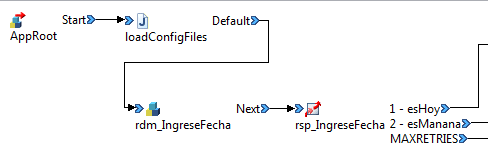 Start
AppRoot
loadConfigFiles
Default
rdm_IngreseFecha
Next
rsp_IngreseFecha
1 - esHoy
2 - esManana
MAXRETRIES